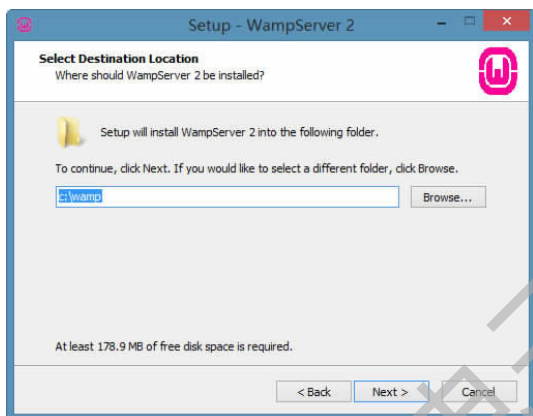 Setup - WampServer 2
Select Destination Location
Where should WampServer 2 be installed?
Setup will install WampServer 2 into the following folder.
To continue, click Next. If you would like to select a different folder, click Browse.
c:\wamp
Browse...
At least 178.9 MB of free disk space is required.
< Back Next > Cancel